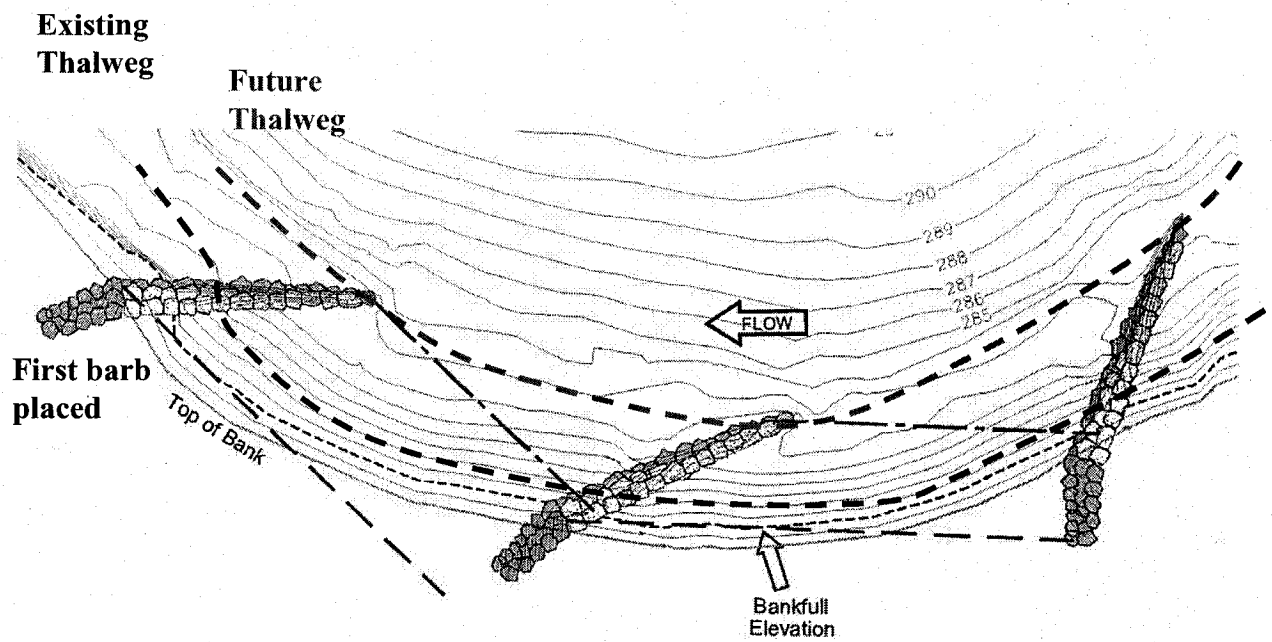 Existing
Thalweg
Future
Thalweg
290
289
288
287
286
285
FLOW
First barb
placed
Top of Bank
Bankfull
Elevation